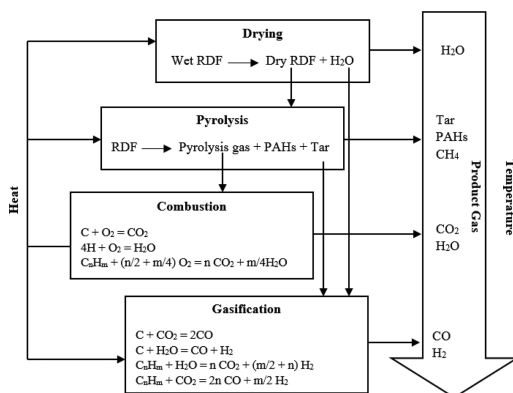 Drying
Wet RDF → Dry RDF + H₂O
H₂O
Pyrolysis
RDF → Pyrolysis gas + PAHs + Tar
Tar
PAHs
CH₄
Heat
Combustion
C + O₂ = CO₂
4H + O₂ = H₂O
CₙHₘ + (n/2 + m/4) O₂ = n CO₂ + m/4H₂O
CO₂
H₂O
Product Gas
Temperature
Gasification
C + CO₂ = 2CO
C + H₂O = CO + H₂
CₙHₘ + H₂O = n CO₂ + (m/2 + n) H₂
CₙHₘ + CO₂ = 2n CO + m/2 H₂
CO
H₂